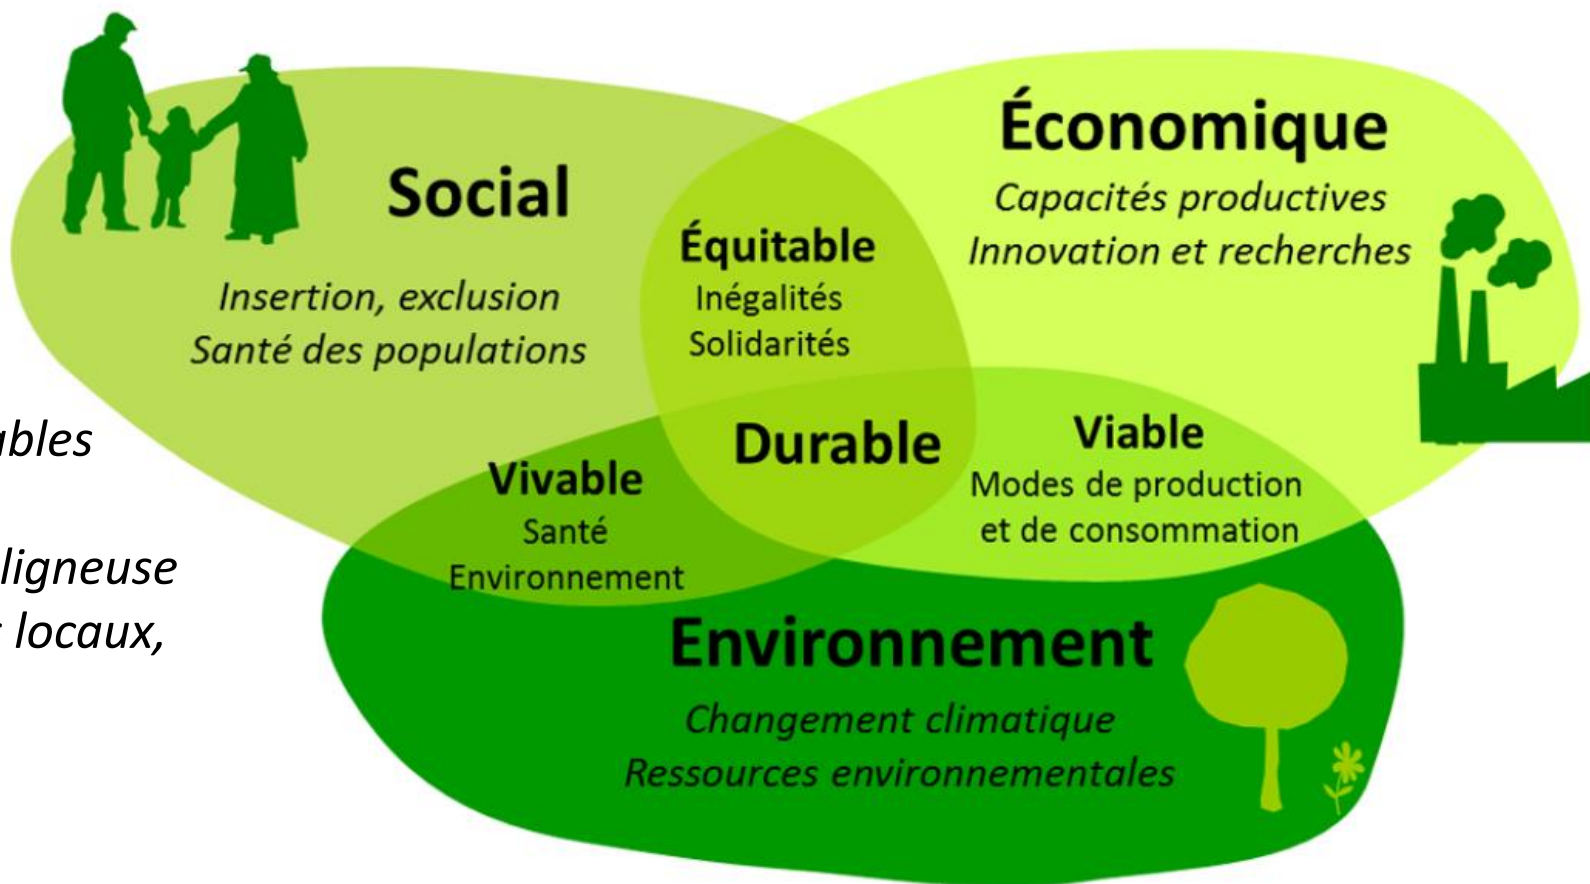 Social
Insertion, exclusion
Santé des populations
Économique
Capacités productives
Innovation et recherches
Équitable
Inégalités
Solidarités
Durable
Vivable
Santé
Environnement
Viable
Modes de production
et de consommation
Environnement
Changement climatique
Ressources environnementales
ligneuse
locaux,